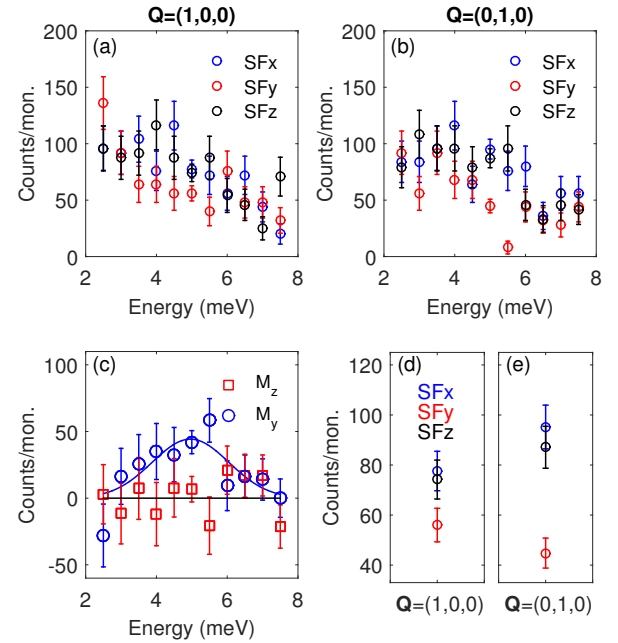 Q=(1,0,0)
Q=(0,1,0)
(a)
SFx
SFy
SFz
(b)
SFx
SFy
SFz
200
150
100
50
0
200
150
100
50
0
Counts/mon.
Counts/mon.
2 4 6 8
2 4 6 8
Energy (meV)
Energy (meV)
(c)
M_z
M_y
100
50
0
-50
Counts/mon.
2 4 6 8
Energy (meV)
(d)
SFx
SFy
SFz
(e)
120
100
80
60
40
Counts/mon.
Q=(1,0,0)
Q=(0,1,0)